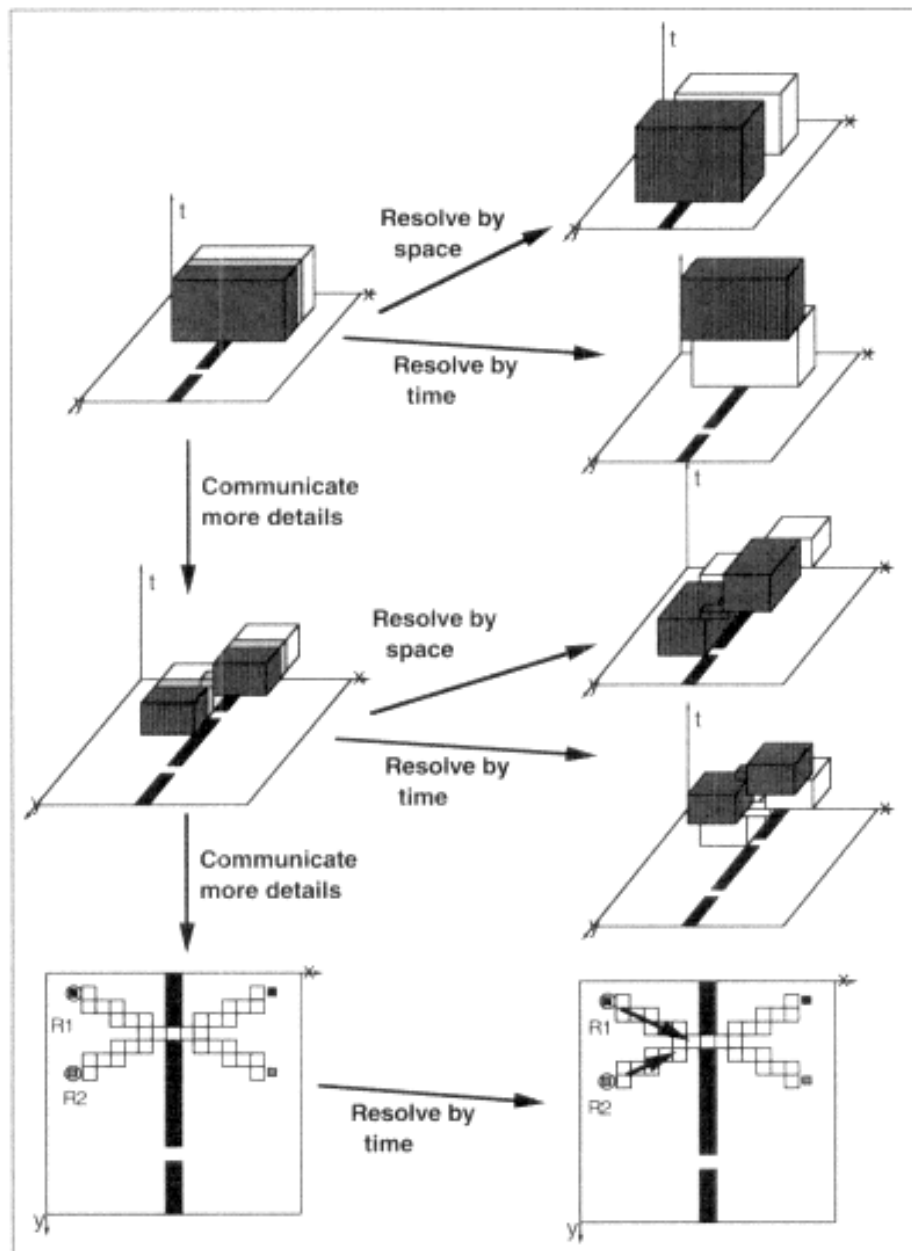 t
x
y
Resolve by
space
t
x
y
Resolve by
time
x
y
Communicate
more details
t
x
y
Resolve by
space
t
x
y
Resolve by
time
t
x
y
Communicate
more details
x
R1
R2
y
Resolve by
time
x
R1
R2
y